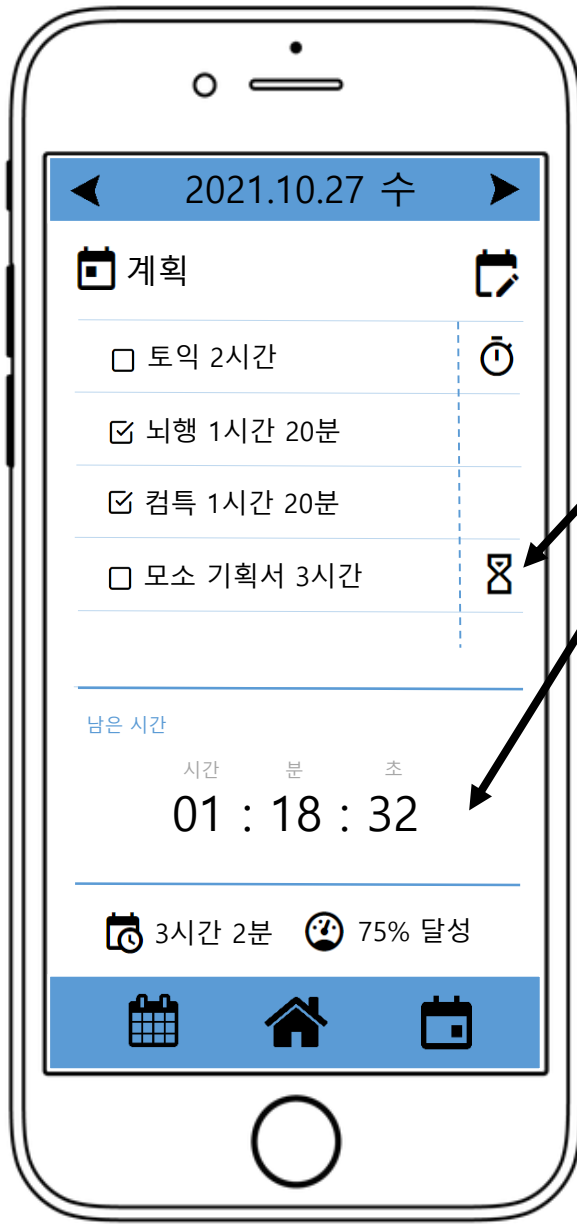 2021.10.27 수
계획
토익 2시간
뇌행 1시간 20분
컴특 1시간 20분
모소 기획서 3시간
남은 시간
시간 분 초
01 : 18 : 32
3시간 2분 75% 달성